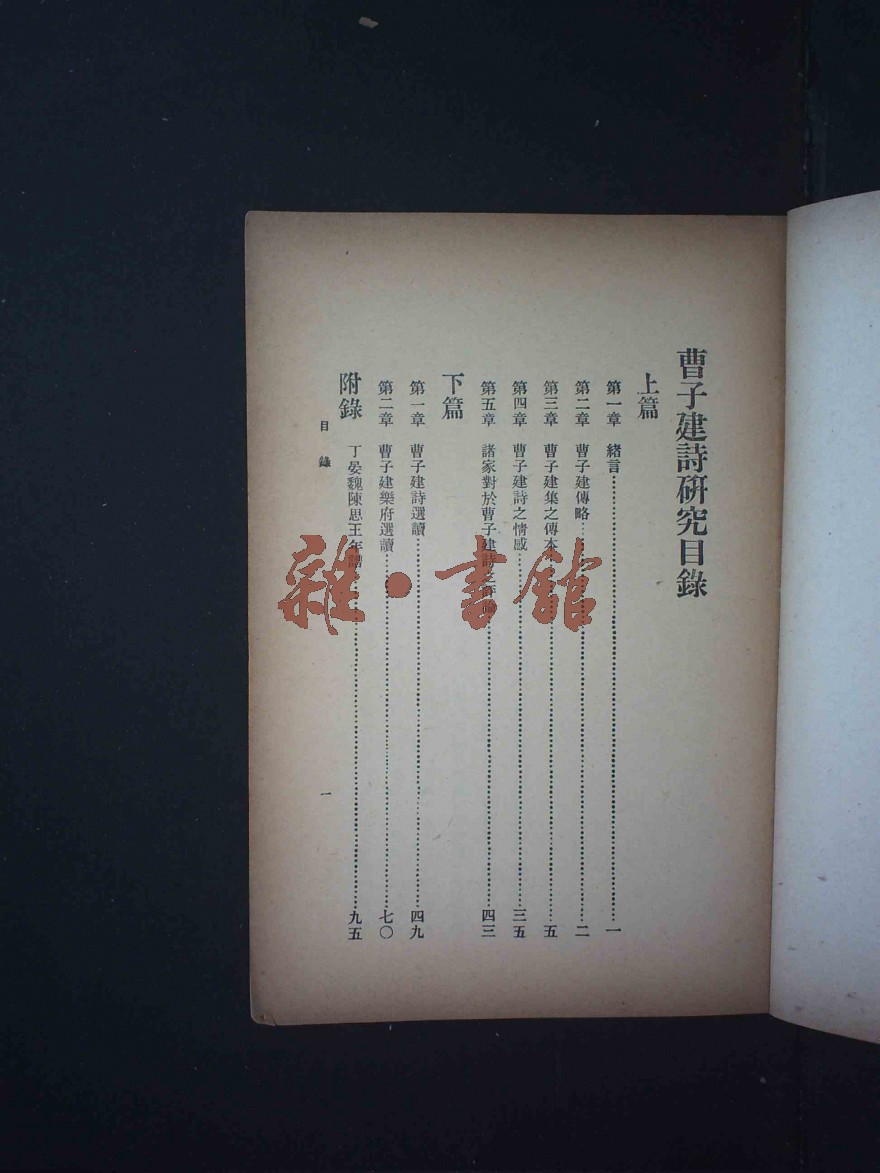 曹子建詩研究目錄
上篇
第一章 緒言……一
第二章 曹子建傳略……二
第三章 曹子建集之傳本……五
第四章 曹子建詩之情感……三五
第五章 諸家對於曹子建詩之評論……四三
下篇
第一章 曹子建詩選讀……四九
第二章 曹子建樂府選讀……七〇
附錄 丁晏魏陳思王年譜……九五
目錄 一
雜·書館